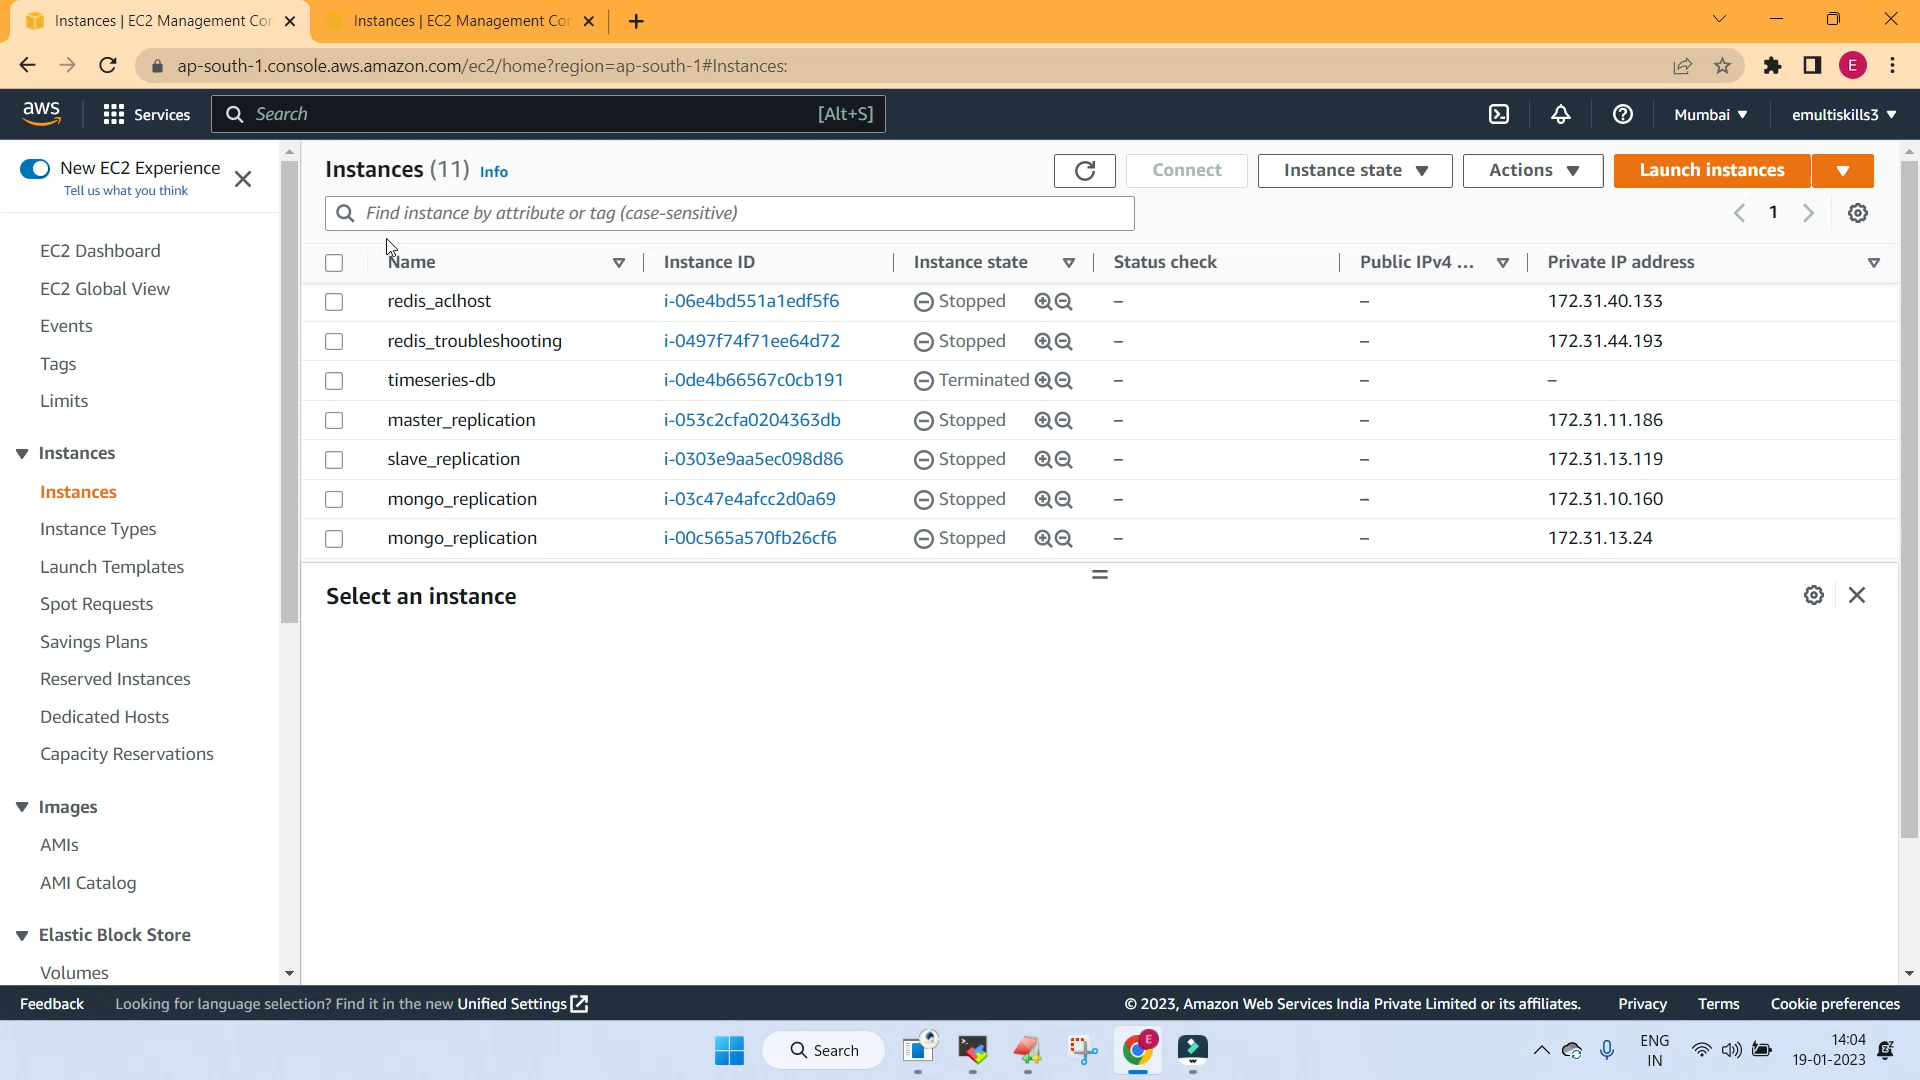 Instances | EC2 Management Con
Instances | EC2 Management Con
ap-south-1.console.aws.amazon.com/ec2/home?region=ap-south-1#Instances:
E
aws
Services
Search
[Alt+S]
Mumbai
emultiskills3
New EC2 Experience
Tell us what you think
EC2 Dashboard
EC2 Global View
Events
Tags
Limits
Instances
Instances
Instance Types
Launch Templates
Spot Requests
Savings Plans
Reserved Instances
Dedicated Hosts
Capacity Reservations
Images
AMIs
AMI Catalog
Elastic Block Store
Volumes
Instances (11) Info
Connect
Instance state
Actions
Launch instances
Find instance by attribute or tag (case-sensitive)
1
Name Instance ID Instance state Status check Public IPv4 ... Private IP address
redis_aclhost i-06e4bd551a1edf5f6 Stopped – – 172.31.40.133
redis_troubleshooting i-0497f74f71ee64d72 Stopped – – 172.31.44.193
timeseries-db i-0de4b66567c0cb191 Terminated – – –
master_replication i-053c2cfa0204363db Stopped – – 172.31.11.186
slave_replication i-0303e9aa5ec098d86 Stopped – – 172.31.13.119
mongo_replication i-03c47e4afcc2d0a69 Stopped – – 172.31.10.160
mongo_replication i-00c565a570fb26cf6 Stopped – – 172.31.13.24
Select an instance
Feedback
Looking for language selection? Find it in the new Unified Settings
© 2023, Amazon Web Services India Private Limited or its affiliates.
Privacy
Terms
Cookie preferences
Search
E
ENG
IN
14:04
19-01-2023